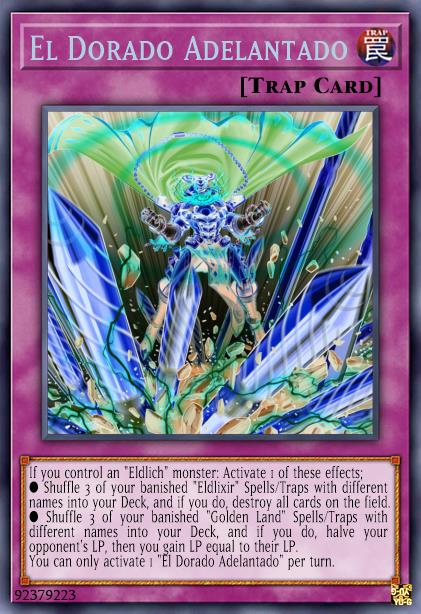 El Dorado Adelantado
TRAP
罠
[Trap Card]
If you control an "Eldlich" monster: Activate 1 of these effects;
● Shuffle 3 of your banished "Eldlixir" Spells/Traps with different
names into your Deck, and if you do, destroy all cards on the field.
● Shuffle 3 of your banished "Golden Land" Spells/Traps with
different names into your Deck, and if you do, halve your
opponent's LP, then you gain LP equal to their LP.
You can only activate 1 "El Dorado Adelantado" per turn.
92379223